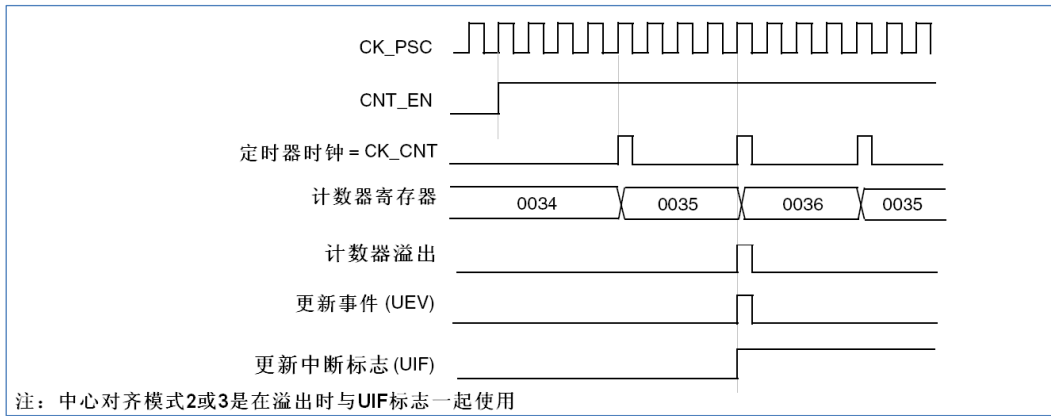 CK_PSC
CNT_EN
定时器时钟 = CK_CNT
计数器寄存器 0034 0035 0036 0035
计数器溢出
更新事件 (UEV)
更新中断标志 (UIF)
注：中心对齐模式2或3是在溢出时与UIF标志一起使用